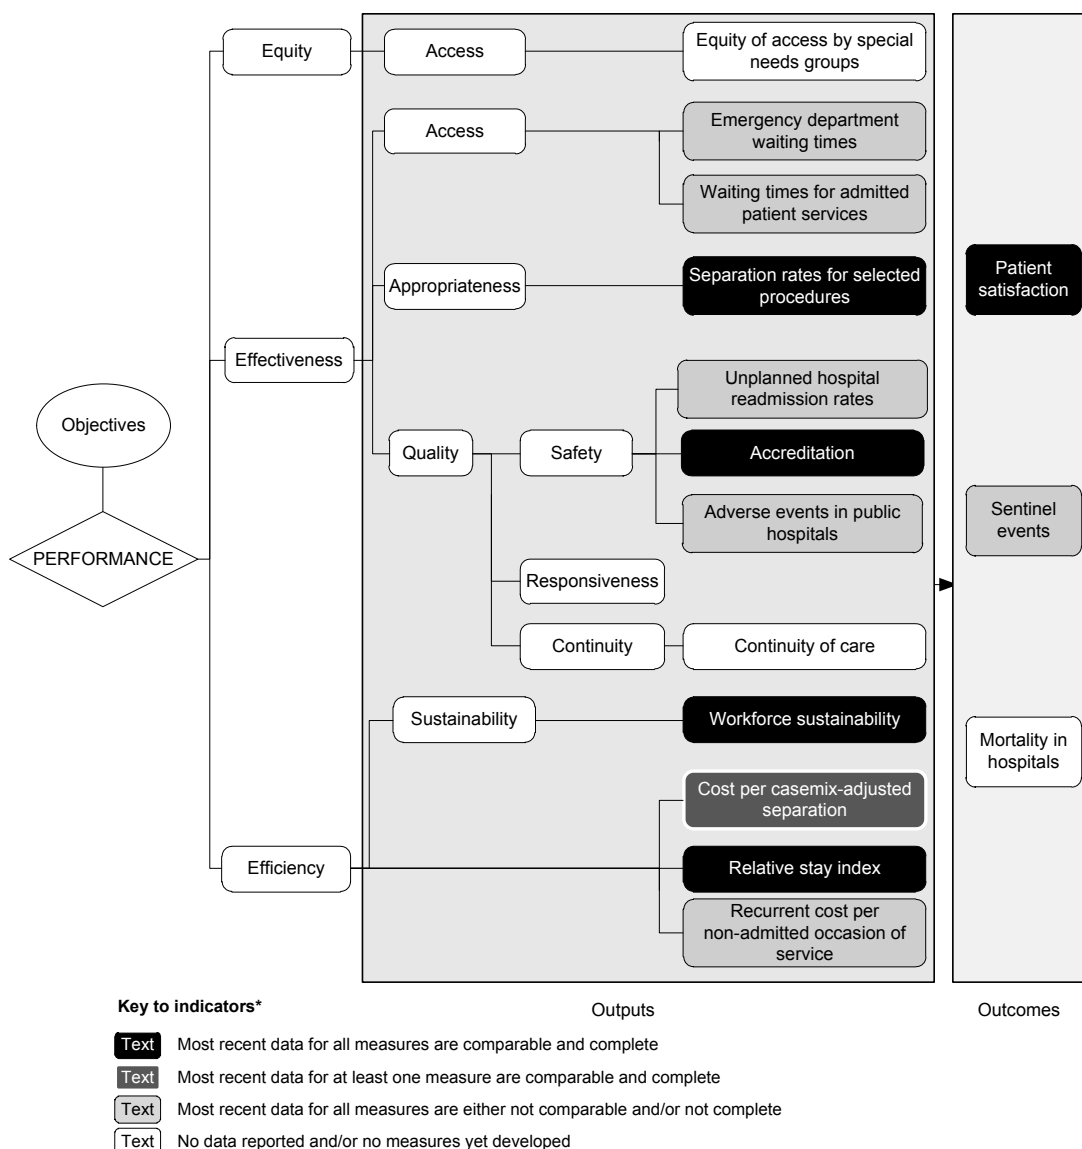 Equity
Access
Equity of access by special
needs groups
Access
Emergency department
waiting times
Waiting times for admitted
patient services
Appropriateness
Separation rates for selected
procedures
Patient
satisfaction
Effectiveness
Unplanned hospital
readmission rates
Objectives
Quality
Safety
Accreditation
Adverse events in public
hospitals
Sentinel
events
PERFORMANCE
Responsiveness
Continuity
Continuity of care
Sustainability
Workforce sustainability
Mortality in
hospitals
Cost per casemix-adjusted
separation
Efficiency
Relative stay index
Recurrent cost per
non-admitted occasion of
service
Key to indicators*
Outputs
Outcomes
Text Most recent data for all measures are comparable and complete
Text Most recent data for at least one measure are comparable and complete
Text Most recent data for all measures are either not comparable and/or not complete
Text No data reported and/or no measures yet developed